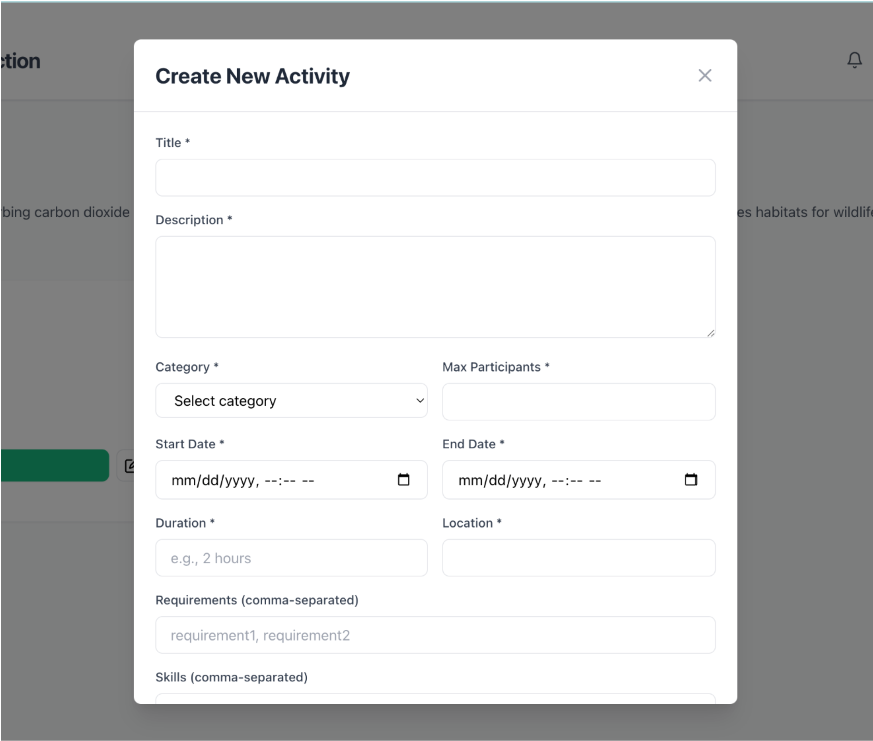 ction
Create New Activity
Title *
rbing carbon dioxide
es habitats for wildlife
Description *
Category *
Max Participants *
Select category
Start Date *
End Date *
mm/dd/yyyy, --:-- --
mm/dd/yyyy, --:-- --
Duration *
Location *
e.g., 2 hours
Requirements (comma-separated)
requirement1, requirement2
Skills (comma-separated)